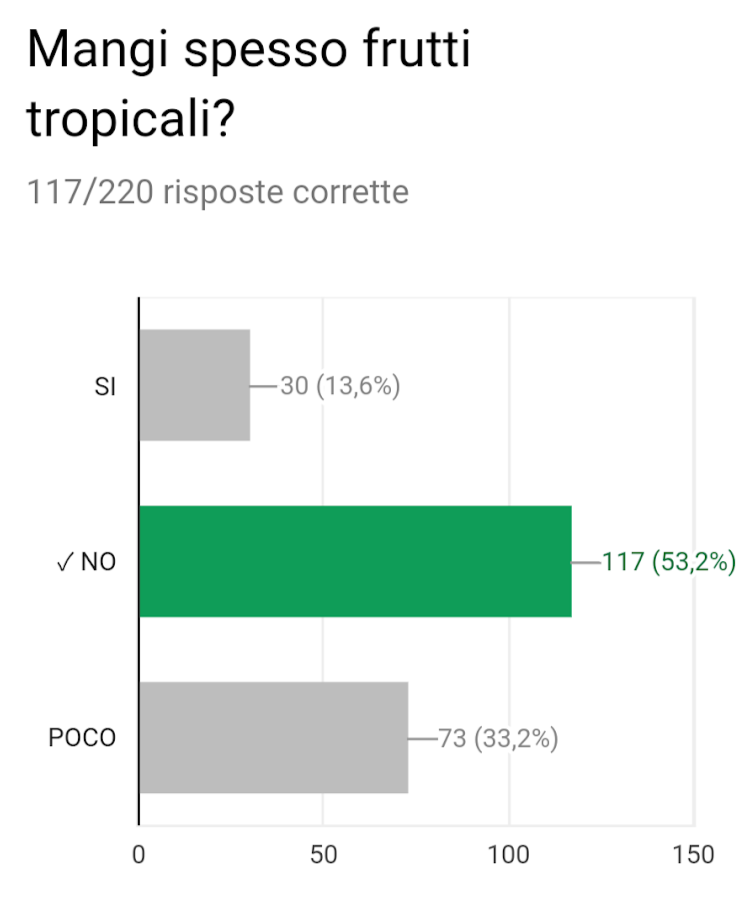 Mangi spesso frutti
tropicali?
117/220 risposte corrette
SI
30 (13,6%)
✓ NO
117 (53,2%)
POCO
73 (33,2%)
0
50
100
150